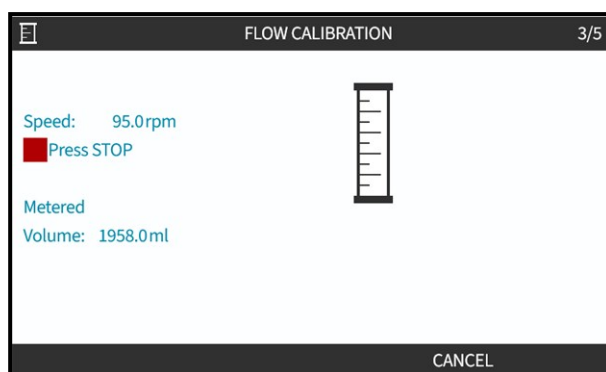 FLOW CALIBRATION 3/5
Speed: 95.0rpm
Press STOP
Metered
Volume: 1958.0ml
CANCEL